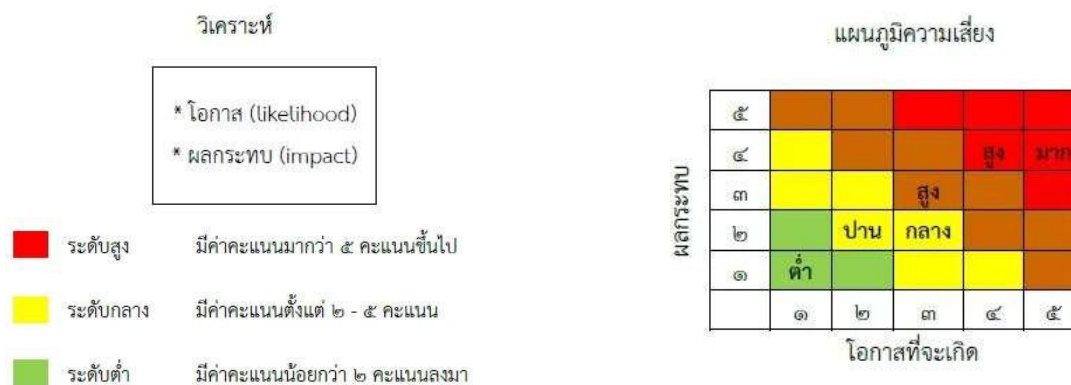 วิเคราะห์
* โอกาส (likelihood)
* ผลกระทบ (impact)
ระดับสูง มีค่าคะแนนมากว่า ๕ คะแนนขึ้นไป
ระดับกลาง มีค่าคะแนนตั้งแต่ ๒ - ๕ คะแนน
ระดับต่ำ มีค่าคะแนนน้อยกว่า ๒ คะแนนลงมา
แผนภูมิความเสี่ยง
ผลกระทบ
๕
๔ สูง มาก
๓ สูง
๒ ปาน กลาง
๑ ต่ำ
๑ ๒ ๓ ๔ ๕
โอกาสที่จะเกิด